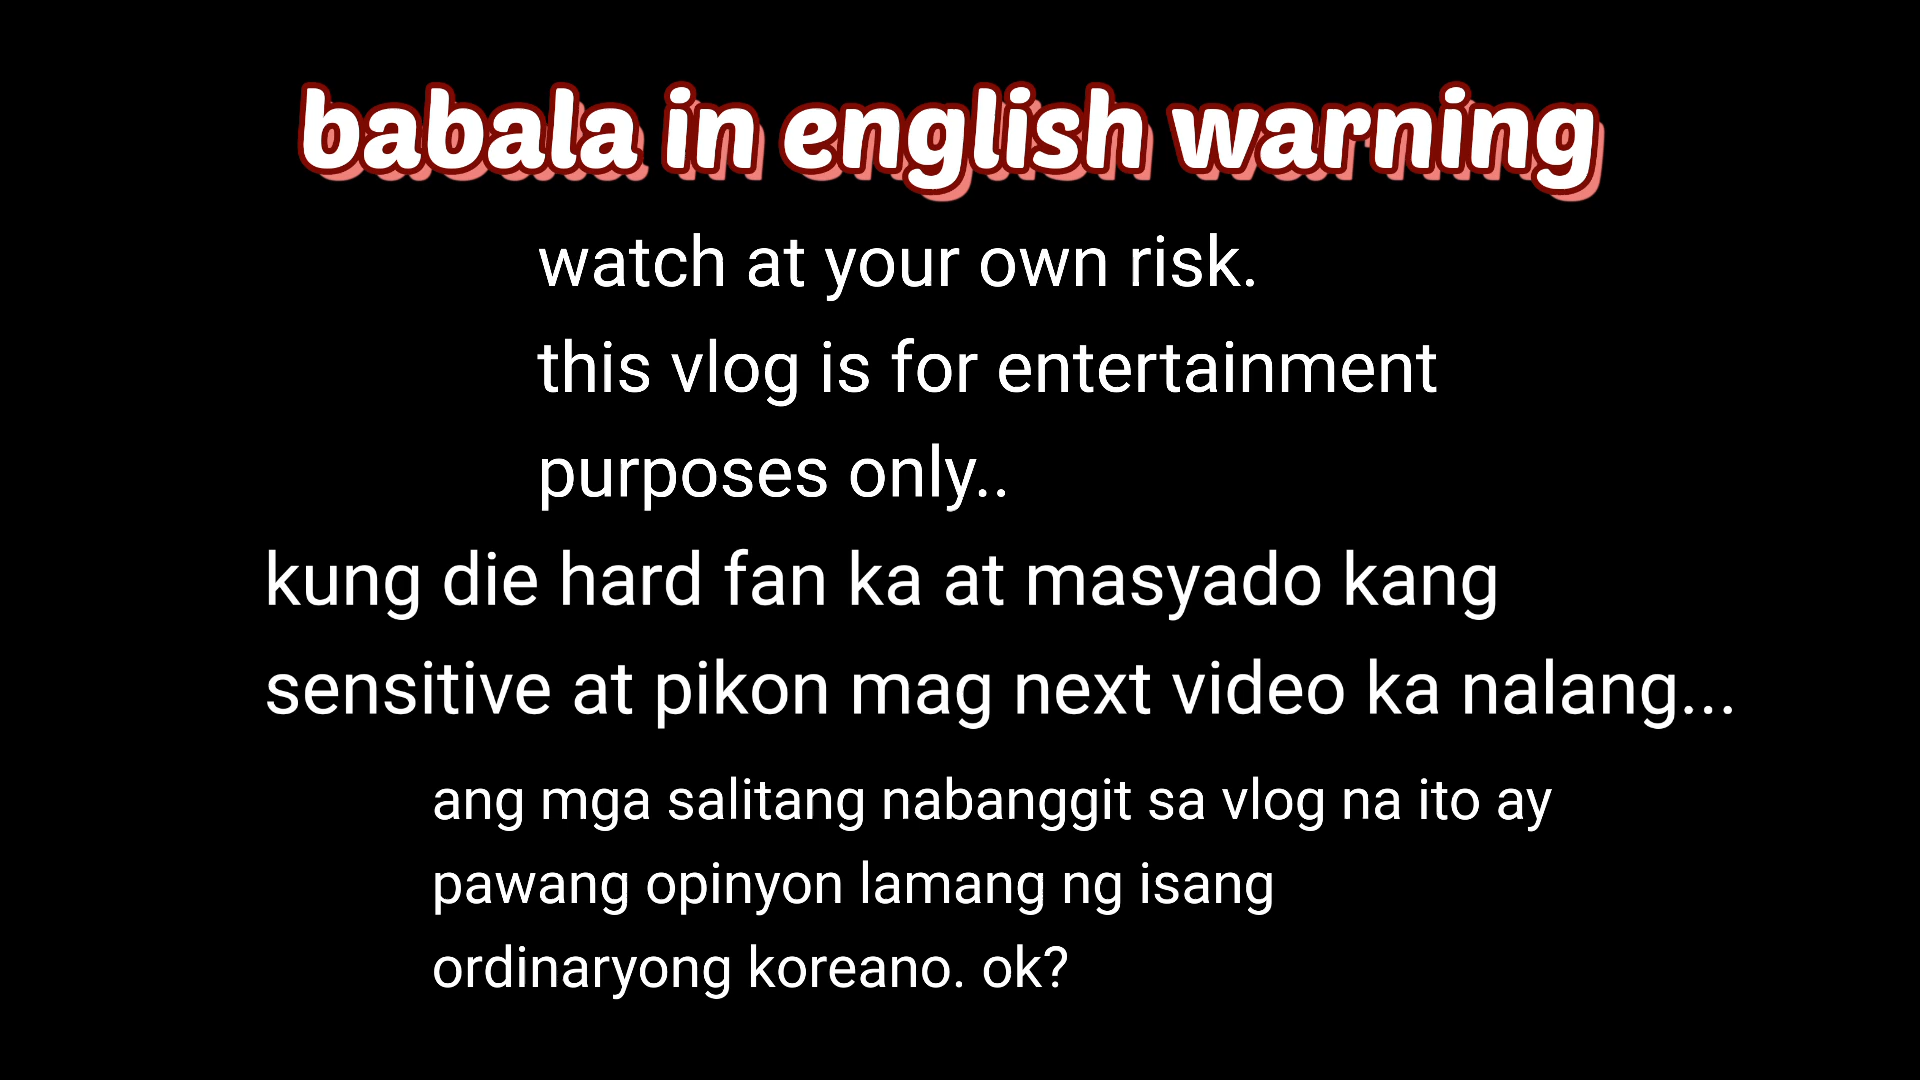 babala in english warning
watch at your own risk.
this vlog is for entertainment
purposes only..
kung die hard fan ka at masyado kang
sensitive at pikon mag next video ka nalang...
ang mga salitang nabanggit sa vlog na ito ay
pawang opinyon lamang ng isang
ordinaryong koreano. ok?